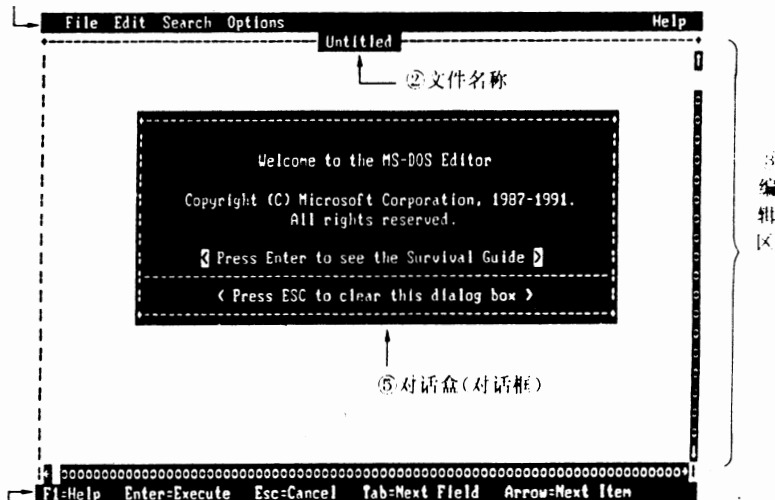 File Edit Search Options Help
Untitled
②文件名称
Welcome to the MS-DOS Editor
Copyright (C) Microsoft Corporation, 1987-1991.
All rights reserved.
< Press Enter to see the Survival Guide >
< Press ESC to clear this dialog box >
编
辑
区
⑤对话盒(对话框)
F1=Help Enter=Execute Esc=Cancel Tab=Next Field Arrow=Next Item